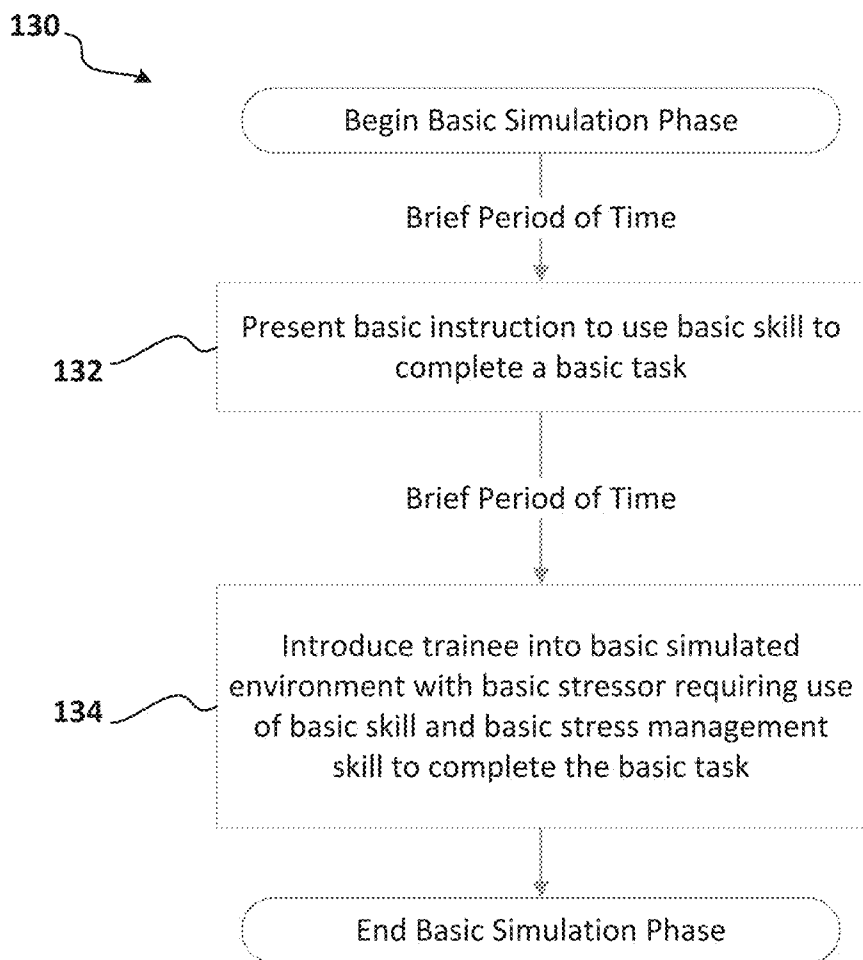 130
Begin Basic Simulation Phase
Brief Period of Time
Present basic instruction to use basic skill to
complete a basic task
132
Brief Period of Time
Introduce trainee into basic simulated
environment with basic stressor requiring use
of basic skill and basic stress management
skill to complete the basic task
134
End Basic Simulation Phase